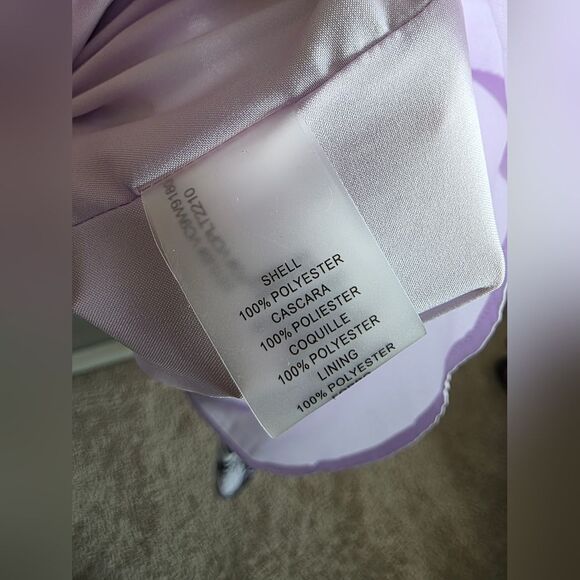 SHELL
100% POLYESTER
CASCARA
100% POLIESTER
COQUILLE
100% POLYESTER
LINING
100% POLYESTER